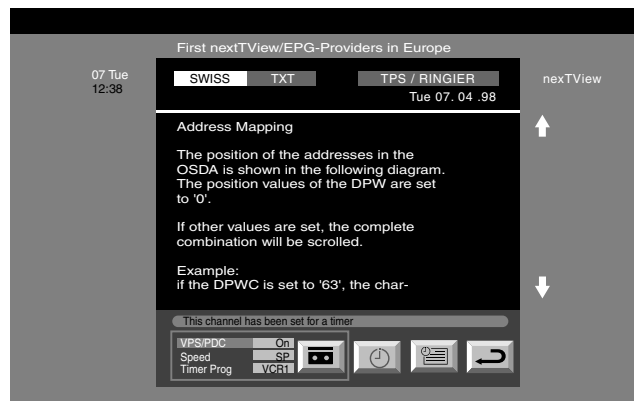 First nextTView/EPG-Providers in Europe
07 Tue
12:38
SWISS TXT TPS / RINGIER
nexTView
Tue 07. 04 .98
Address Mapping
The position of the addresses in the
OSDA is shown in the following diagram.
The position values of the DPW are set
to '0'.
If other values are set, the complete
combination will be scrolled.
Example:
if the DPWC is set to '63', the char-
This channel has been set for a timer
VPS/PDC On
Speed SP
Timer Prog VCR1